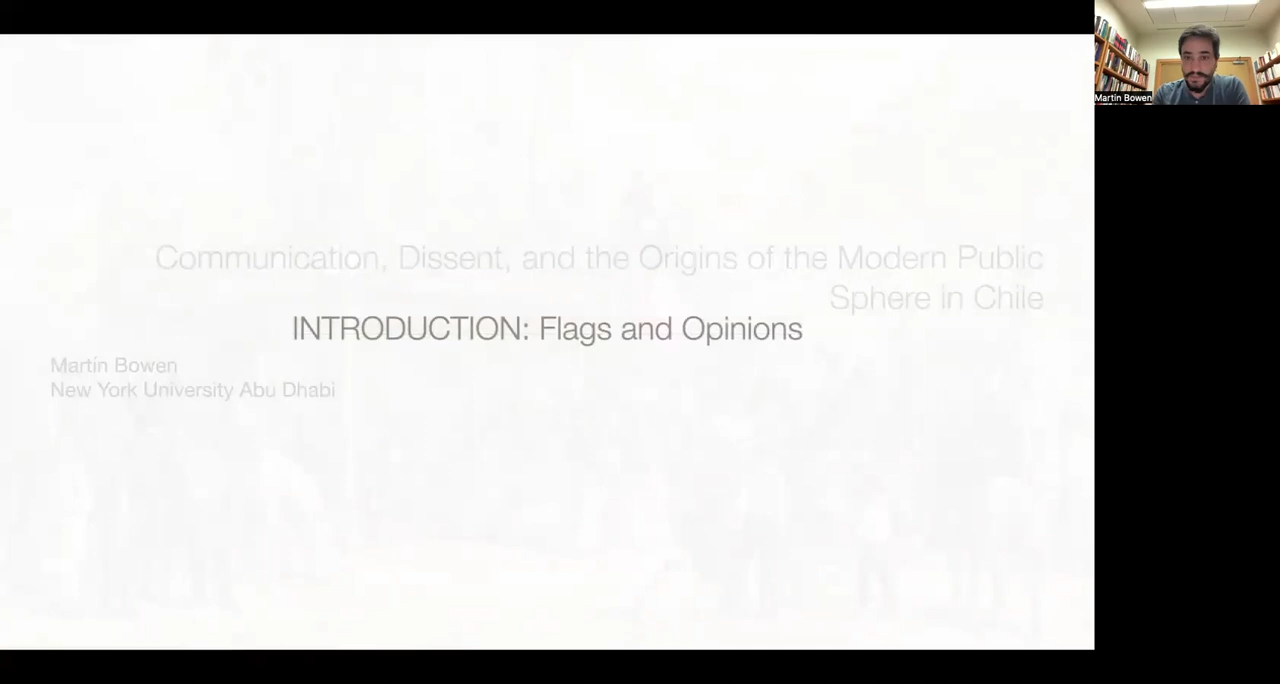 Communication, Dissent, and the Origins of the Modern Public
Sphere in Chile
INTRODUCTION: Flags and Opinions
Martín Bowen
New York University Abu Dhabi
Martin Bowen